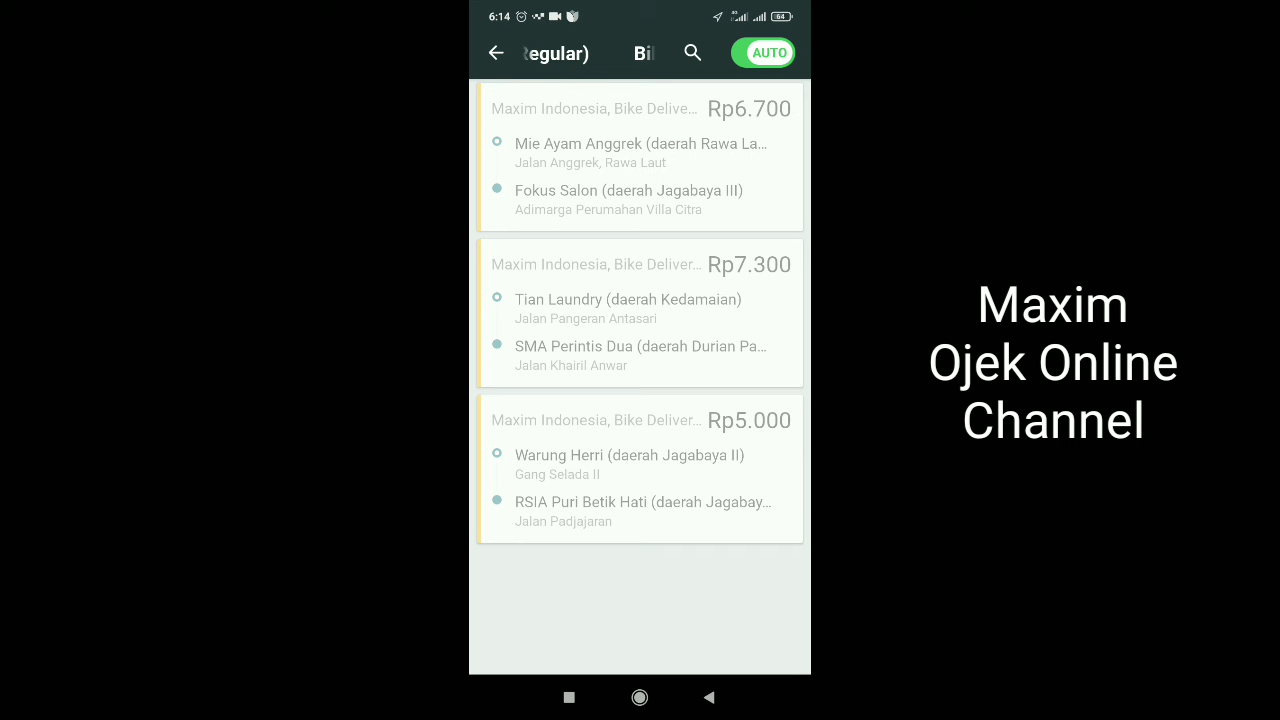 6:14
64
egular)
Bi
AUTO
Maxim Indonesia, Bike Delive... Rp6.700
Mie Ayam Anggrek (daerah Rawa La...
Jalan Anggrek, Rawa Laut
Fokus Salon (daerah Jagabaya III)
Adimarga Perumahan Villa Citra
Maxim Indonesia, Bike Deliver... Rp7.300
Tian Laundry (daerah Kedamaian)
Jalan Pangeran Antasari
SMA Perintis Dua (daerah Durian Pa...
Jalan Khairil Anwar
Maxim Indonesia, Bike Deliver... Rp5.000
Warung Herri (daerah Jagabaya II)
Gang Selada II
RSIA Puri Betik Hati (daerah Jagabay...
Jalan Padjajaran
Maxim
Ojek Online
Channel